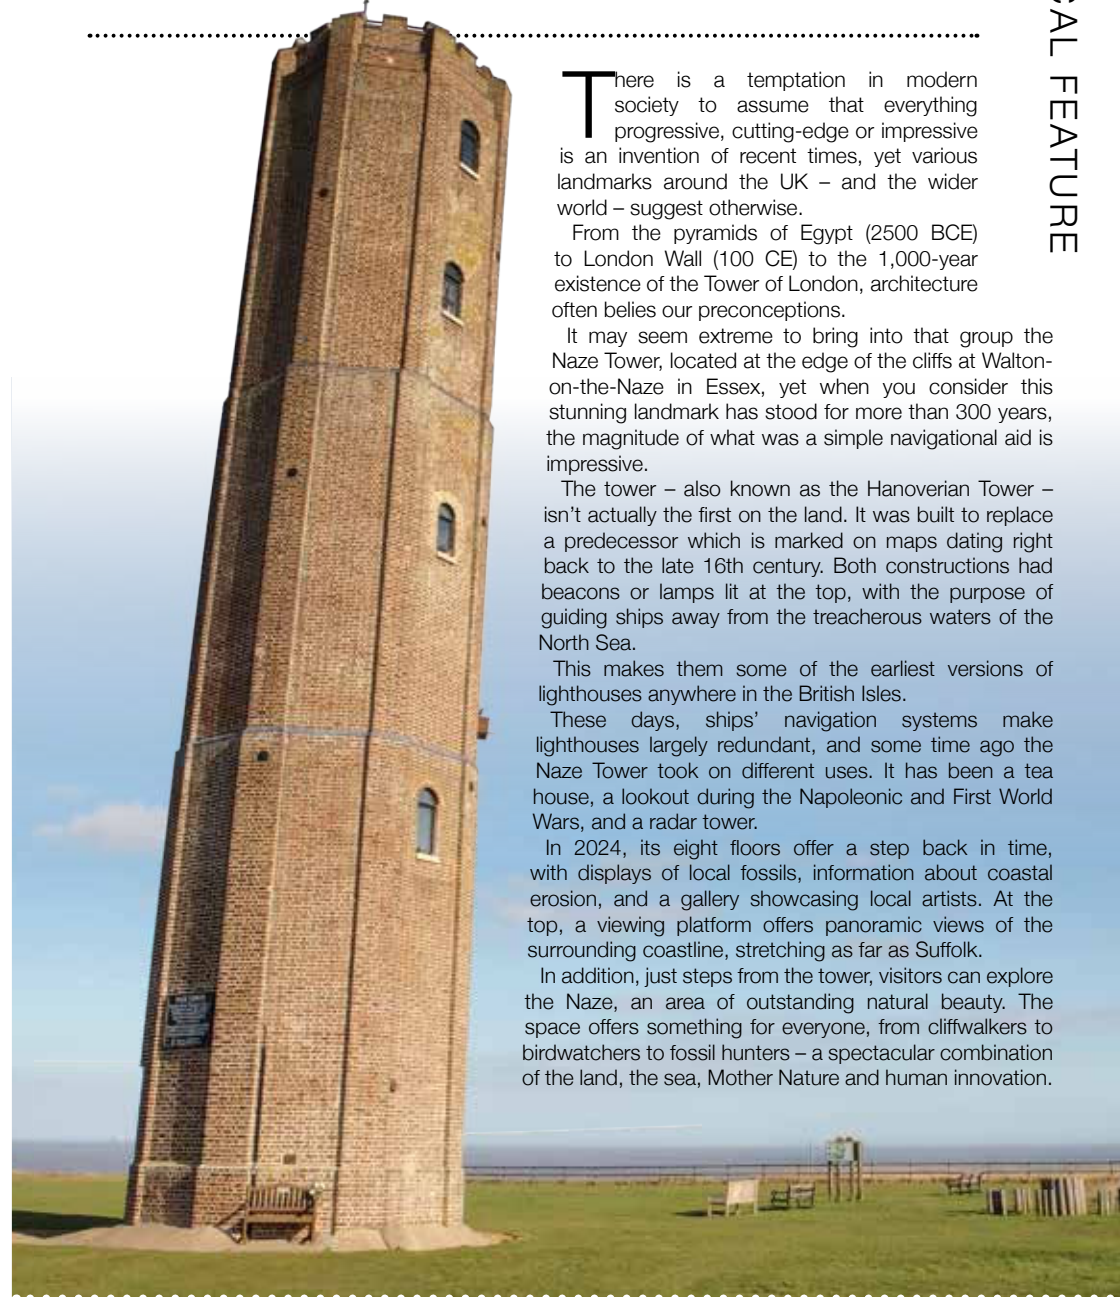 There is a temptation in modern
society to assume that everything
progressive, cutting-edge or impressive
is an invention of recent times, yet various
landmarks around the UK – and the wider
world – suggest otherwise.
From the pyramids of Egypt (2500 BCE)
to London Wall (100 CE) to the 1,000-year
existence of the Tower of London, architecture
often belies our preconceptions.
It may seem extreme to bring into that group the
Naze Tower, located at the edge of the cliffs at Walton-
on-the-Naze in Essex, yet when you consider this
stunning landmark has stood for more than 300 years,
the magnitude of what was a simple navigational aid is
impressive.
The tower – also known as the Hanoverian Tower –
isn't actually the first on the land. It was built to replace
a predecessor which is marked on maps dating right
back to the late 16th century. Both constructions had
beacons or lamps lit at the top, with the purpose of
guiding ships away from the treacherous waters of the
North Sea.
This makes them some of the earliest versions of
lighthouses anywhere in the British Isles.
These days, ships' navigation systems make
lighthouses largely redundant, and some time ago the
Naze Tower took on different uses. It has been a tea
house, a lookout during the Napoleonic and First World
Wars, and a radar tower.
In 2024, its eight floors offer a step back in time,
with displays of local fossils, information about coastal
erosion, and a gallery showcasing local artists. At the
top, a viewing platform offers panoramic views of the
surrounding coastline, stretching as far as Suffolk.
In addition, just steps from the tower, visitors can explore
the Naze, an area of outstanding natural beauty. The
space offers something for everyone, from cliffwalkers to
birdwatchers to fossil hunters – a spectacular combination
of the land, the sea, Mother Nature and human innovation.
AL FEATURE